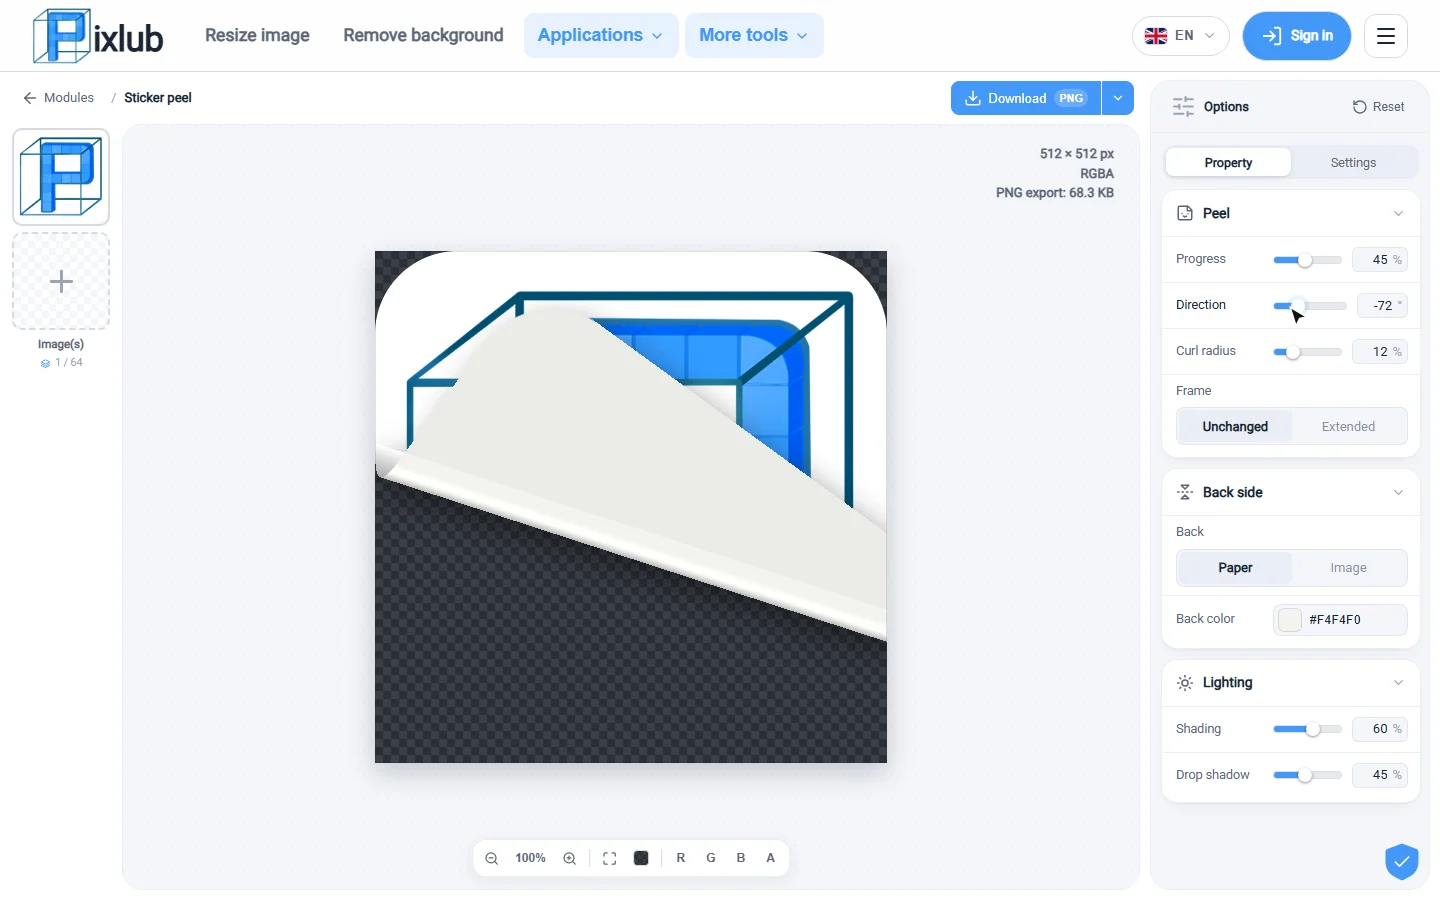 Pixlub
Resize image
Remove background
Applications
More tools
EN
Sign in
Modules / Sticker peel
Download PNG
512 × 512 px
RGBA
PNG export: 68.3 KB
Image(s)
1 / 64
100%
R G B A
Options
Reset
Property
Settings
Peel
Progress 45 %
Direction -72 °
Curl radius 12 %
Frame
Unchanged
Extended
Back side
Back
Paper
Image
Back color #F4F4F0
Lighting
Shading 60 %
Drop shadow 45 %